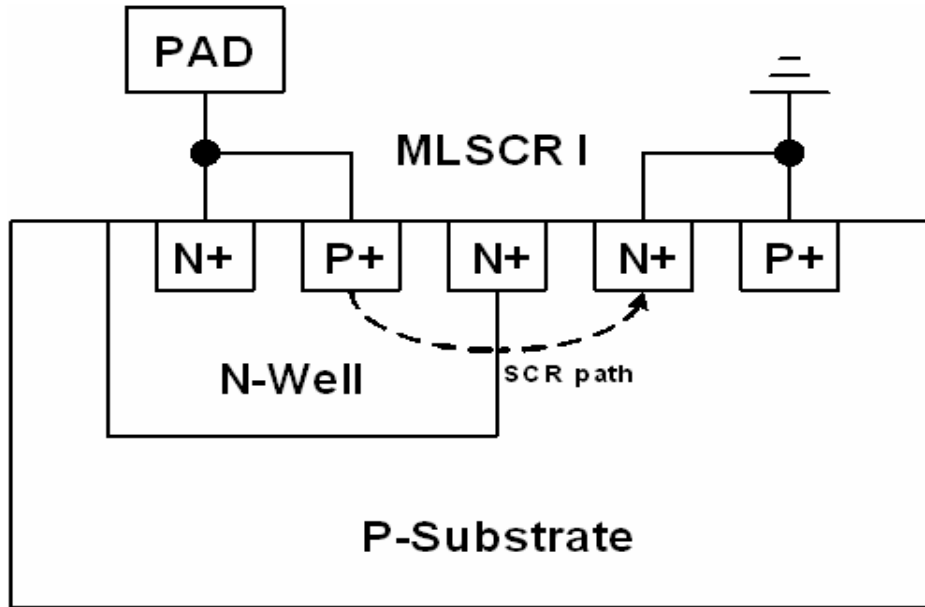 PAD
MLSCR I
N+ P+ N+ N+ P+
N-Well
SCR path
P-Substrate